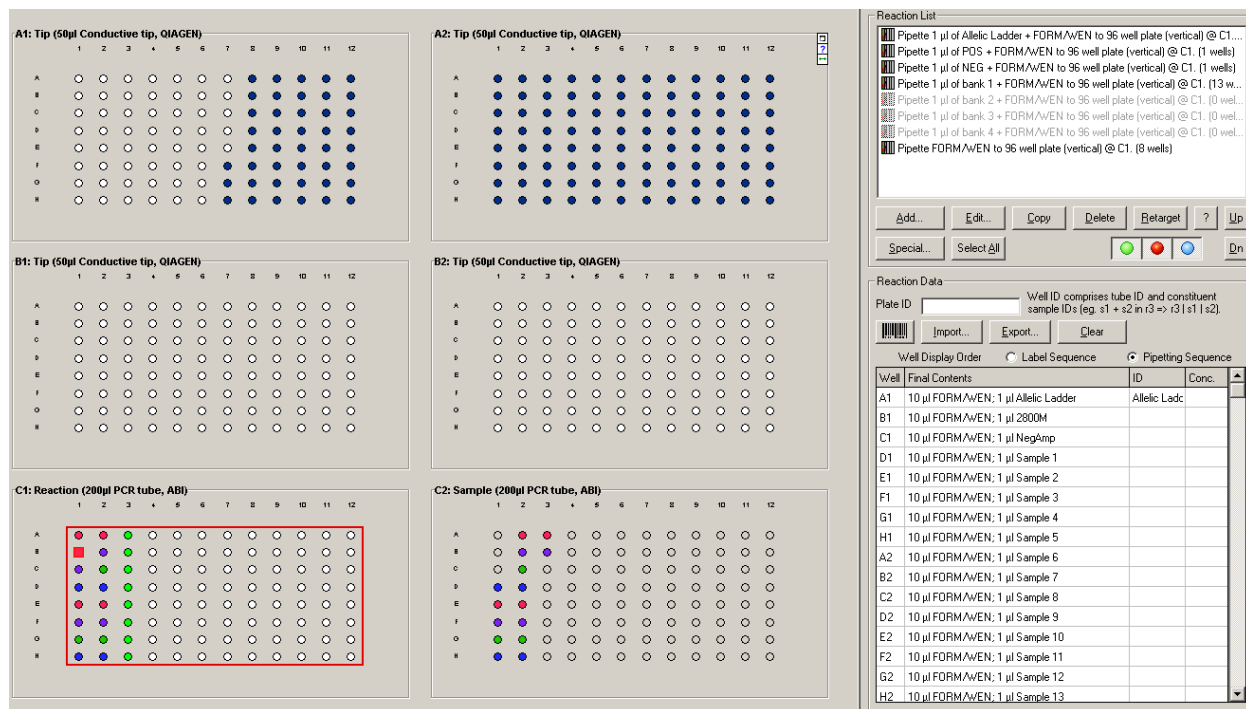 A1: Tip (50µl Conductive tip, QIAGEN)
1 2 3 4 5 6 7 8 9 10 11 12
A
B
C
D
E
F
G
H
A2: Tip (50µl Conductive tip, QIAGEN)
?
1 2 3 4 5 6 7 8 9 10 11 12
A
B
C
D
E
F
G
H
B1: Tip (50µl Conductive tip, QIAGEN)
1 2 3 4 5 6 7 8 9 10 11 12
A
B
C
D
E
F
G
H
B2: Tip (50µl Conductive tip, QIAGEN)
1 2 3 4 5 6 7 8 9 10 11 12
A
B
C
D
E
F
G
H
C1: Reaction (200µl PCR tube, ABI)
1 2 3 4 5 6 7 8 9 10 11 12
A
B
C
D
E
F
G
H
C2: Sample (200µl PCR tube, ABI)
1 2 3 4 5 6 7 8 9 10 11 12
A
B
C
D
E
F
G
H
Reaction List
Pipette 1 µl of Allelic Ladder + FORM/WEN to 96 well plate (vertical) @ C1....
Pipette 1 µl of POS + FORM/WEN to 96 well plate (vertical) @ C1. (1 wells)
Pipette 1 µl of NEG + FORM/WEN to 96 well plate (vertical) @ C1. (1 wells)
Pipette 1 µl of bank 1 + FORM/WEN to 96 well plate (vertical) @ C1. (13 w...
Pipette 1 µl of bank 2 + FORM/WEN to 96 well plate (vertical) @ C1. (0 wel...
Pipette 1 µl of bank 3 + FORM/WEN to 96 well plate (vertical) @ C1. (0 wel...
Pipette 1 µl of bank 4 + FORM/WEN to 96 well plate (vertical) @ C1. (0 wel...
Pipette FORM/WEN to 96 well plate (vertical) @ C1. (8 wells)
Add... Edit... Copy Delete Retarget ? Up
Special... Select All Dn
Reaction Data
Plate ID Well ID comprises tube ID and constituent
sample IDs (eg. s1 + s2 in r3 => r3 | s1 | s2).
Import... Export... Clear
Well Display Order Label Sequence Pipetting Sequence
Well Final Contents ID Conc.
A1 10 µl FORM/WEN; 1 µl Allelic Ladder Allelic Ladc
B1 10 µl FORM/WEN; 1 µl 2800M
C1 10 µl FORM/WEN; 1 µl NegAmp
D1 10 µl FORM/WEN; 1 µl Sample 1
E1 10 µl FORM/WEN; 1 µl Sample 2
F1 10 µl FORM/WEN; 1 µl Sample 3
G1 10 µl FORM/WEN; 1 µl Sample 4
H1 10 µl FORM/WEN; 1 µl Sample 5
A2 10 µl FORM/WEN; 1 µl Sample 6
B2 10 µl FORM/WEN; 1 µl Sample 7
C2 10 µl FORM/WEN; 1 µl Sample 8
D2 10 µl FORM/WEN; 1 µl Sample 9
E2 10 µl FORM/WEN; 1 µl Sample 10
F2 10 µl FORM/WEN; 1 µl Sample 11
G2 10 µl FORM/WEN; 1 µl Sample 12
H2 10 µl FORM/WEN; 1 µl Sample 13